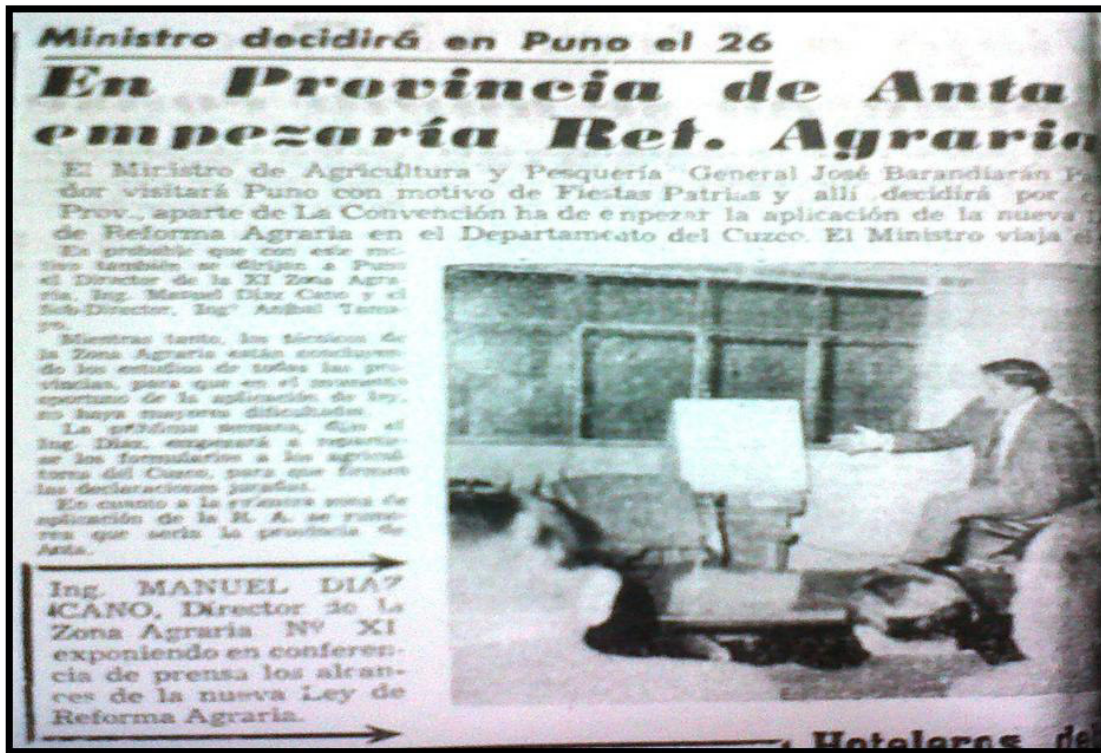 Ministro decidirá en Puno el 26
En Provincia de Anta
empezaría Ref. Agraria
El Ministro de Agricultura y Pesquería General José Barandiarán
dor visitará Puno con motivo de Fiestas Patrias y allí decidirá por
Prov., aparte de La Convención ha de empezar la aplicación de la nueva
de Reforma Agraria en el Departamento del Cuzco. El Ministro viaja
Es probable que con este mo-
tivo también se dirijan a Puno
el Director de la XI Zona Agra-
ria, Ing. Manuel Díaz Cano y el
Sub-Director, Ing° Aníbal Tama-
yo.
Mientras tanto, los técnicos de
la Zona Agraria están concluyen-
do los estudios de todas las pro-
vincias, para que en el momento
oportuno de la aplicación de ley,
no haya mayores dificultades.
La próxima semana, dijo el
Ing. Díaz, empezará a repartir-
se los formularios a los agricul-
tores del Cuzco, para que firmen
las declaraciones juradas.
En cuanto a la primera zona de
aplicación de la R. A. se rumo-
rea que sería la provincia de
Anta.
Ing. MANUEL DIAZ
CANO, Director de la
Zona Agraria Nº XI
exponiendo en conferen-
cia de prensa los alcan-
ces de la nueva Ley de
Reforma Agraria.
Hoteleros del